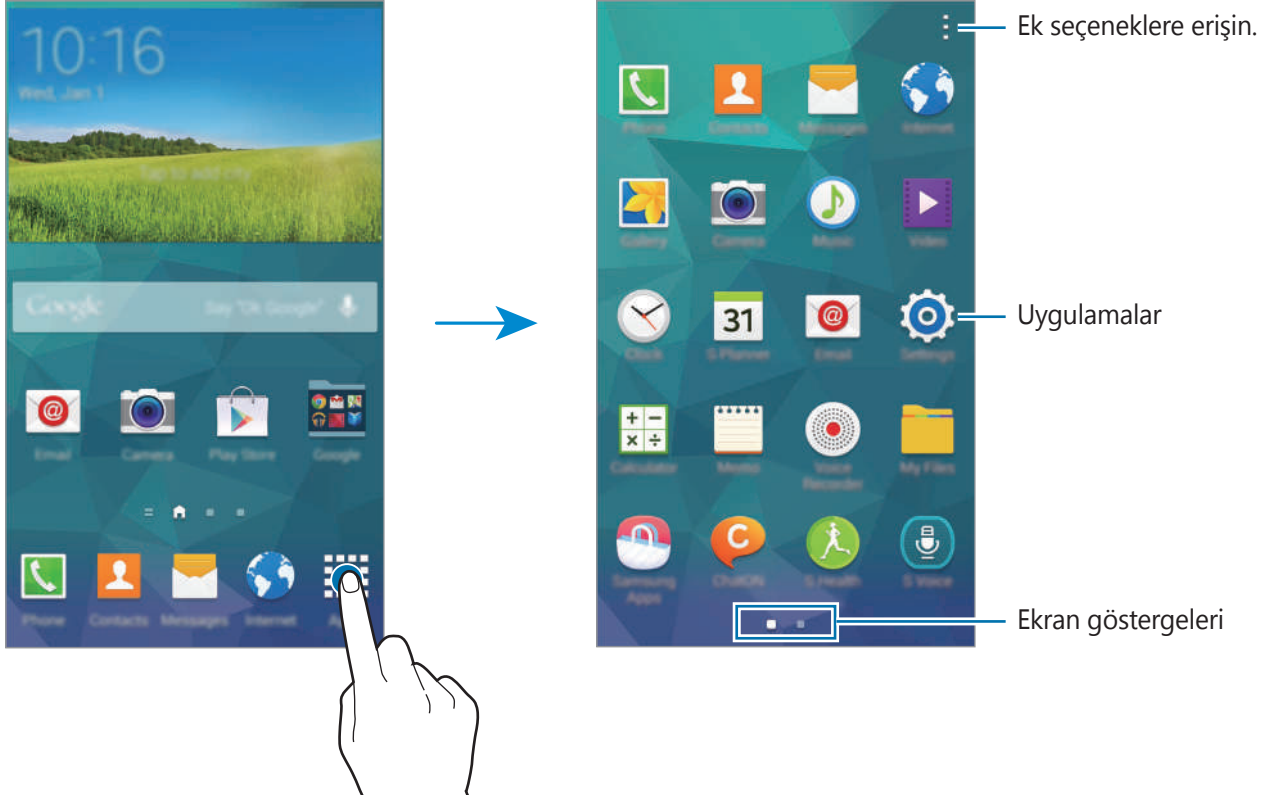 10:16
Wed, Jan 1
Tap to add city
Google Say "Ok Google"
Email Camera Play Store Google
Phone Contacts Messages Internet
Ek seçeneklere erişin.
Phone Contacts Messages Internet
Gallery Camera Music Video
31
Uygulamalar
Clock S Planner Email Settings
Calculator Memo Voice Recorder My Files
C
Samsung Apps ChatON S Health S Voice
Ekran göstergeleri